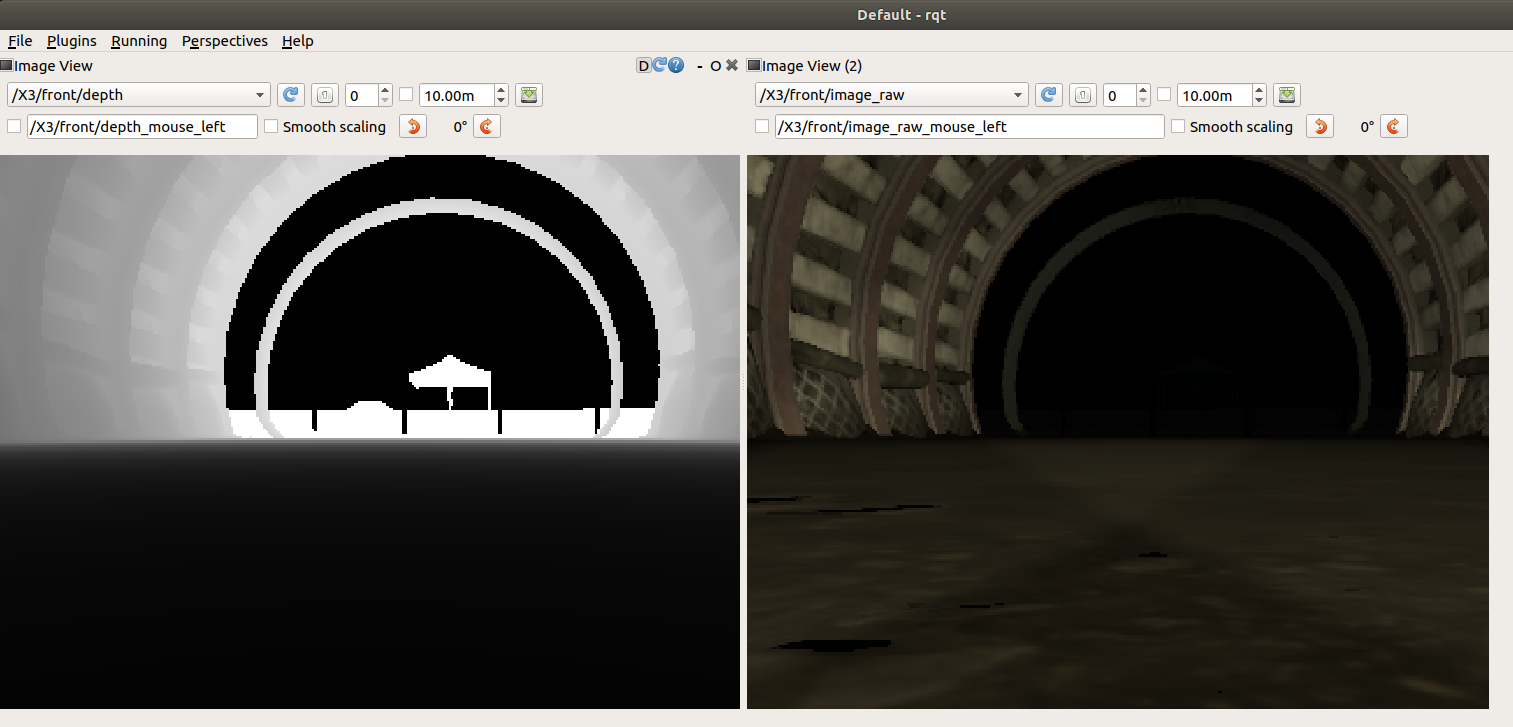 Default - rqt
File Plugins Running Perspectives Help
Image View
D ? - O
/X3/front/depth 0 10.00m
/X3/front/depth_mouse_left Smooth scaling 0°
Image View (2)
/X3/front/image_raw 0 10.00m
/X3/front/image_raw_mouse_left Smooth scaling 0°